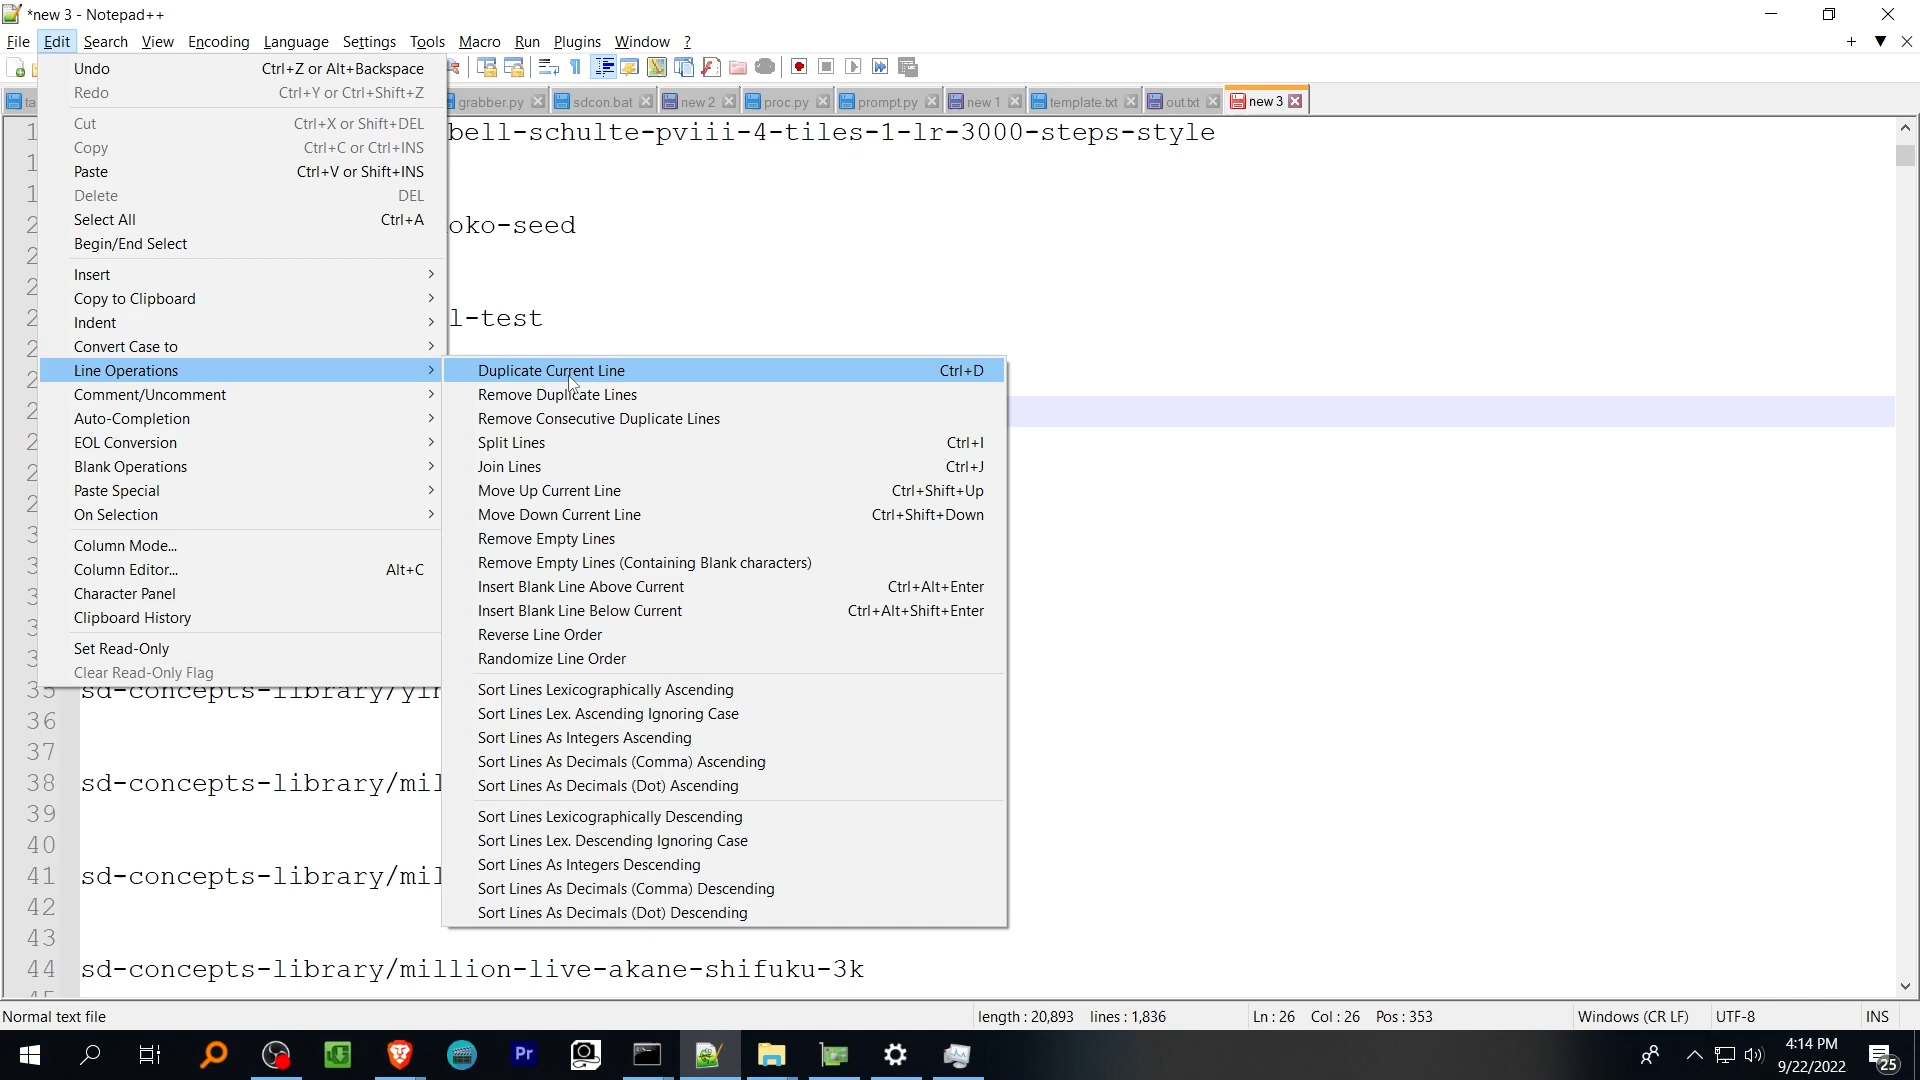 *new 3 - Notepad++
File Edit Search View Encoding Language Settings Tools Macro Run Plugins Window ?
grabber.py sdcon.bat new 2 proc.py prompt.py new 1 template.txt out.txt new 3
Undo Ctrl+Z or Alt+Backspace
Redo Ctrl+Y or Ctrl+Shift+Z
Cut Ctrl+X or Shift+DEL
Copy Ctrl+C or Ctrl+INS
Paste Ctrl+V or Shift+INS
Delete DEL
Select All Ctrl+A
Begin/End Select
Insert
Copy to Clipboard
Indent
Convert Case to
Line Operations
Comment/Uncomment
Auto-Completion
EOL Conversion
Blank Operations
Paste Special
On Selection
Column Mode...
Column Editor... Alt+C
Character Panel
Clipboard History
Set Read-Only
Clear Read-Only Flag
bell-schulte-pviii-4-tiles-1-lr-3000-steps-style
oko-seed
l-test
Duplicate Current Line Ctrl+D
Remove Duplicate Lines
Remove Consecutive Duplicate Lines
Split Lines Ctrl+I
Join Lines Ctrl+J
Move Up Current Line Ctrl+Shift+Up
Move Down Current Line Ctrl+Shift+Down
Remove Empty Lines
Remove Empty Lines (Containing Blank characters)
Insert Blank Line Above Current Ctrl+Alt+Enter
Insert Blank Line Below Current Ctrl+Alt+Shift+Enter
Reverse Line Order
Randomize Line Order
Sort Lines Lexicographically Ascending
Sort Lines Lex. Ascending Ignoring Case
Sort Lines As Integers Ascending
Sort Lines As Decimals (Comma) Ascending
Sort Lines As Decimals (Dot) Ascending
Sort Lines Lexicographically Descending
Sort Lines Lex. Descending Ignoring Case
Sort Lines As Integers Descending
Sort Lines As Decimals (Comma) Descending
Sort Lines As Decimals (Dot) Descending
35 sd-concepts-library/yin
36
37
38 sd-concepts-library/mil
39
40
41 sd-concepts-library/mil
42
43
44 sd-concepts-library/million-live-akane-shifuku-3k
Normal text file length : 20,893 lines : 1,836 Ln : 26 Col : 26 Pos : 353 Windows (CR LF) UTF-8 INS
Pr
4:14 PM
9/22/2022
25